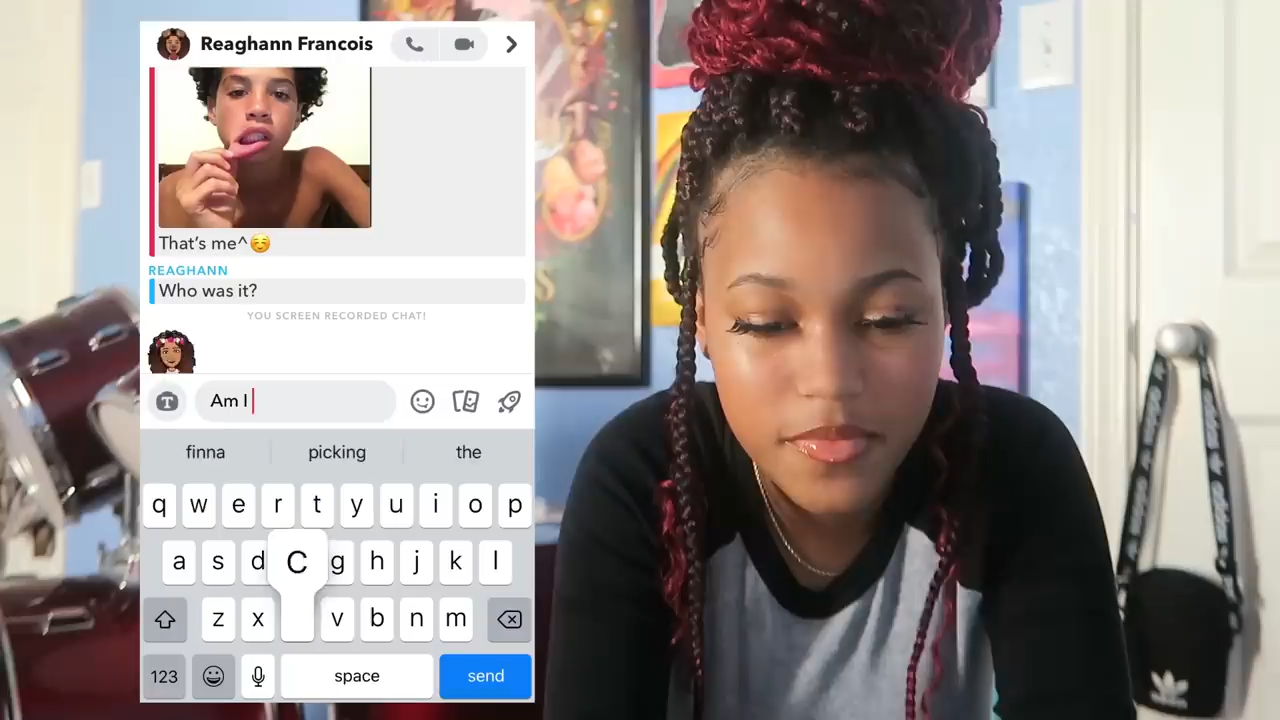 Reaghann Francois
That's me^☺️
REAGHANN
Who was it?
YOU SCREEN RECORDED CHAT!
T
Am I
finna picking the
q w e r t y u i o p
a s d C g h j k l
z x v b n m
123 space send
adidas